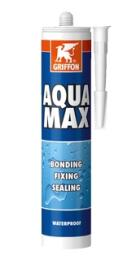 GRIFFON
AQUA
MAX
BONDING
FIXING
SEALING
WATERPROOF